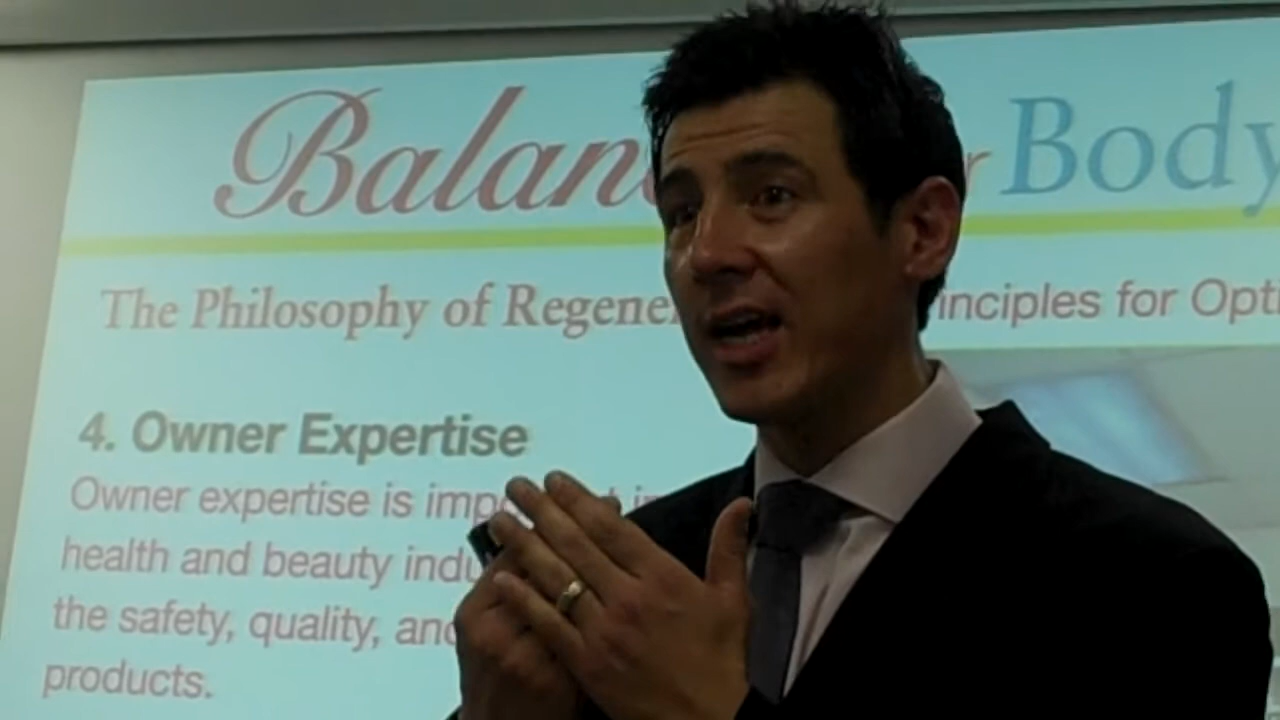 Balan r Body
The Philosophy of Regene inciples for Opti
4. Owner Expertise
Owner expertise is imp t i
health and beauty indu
the safety, quality, and
products.